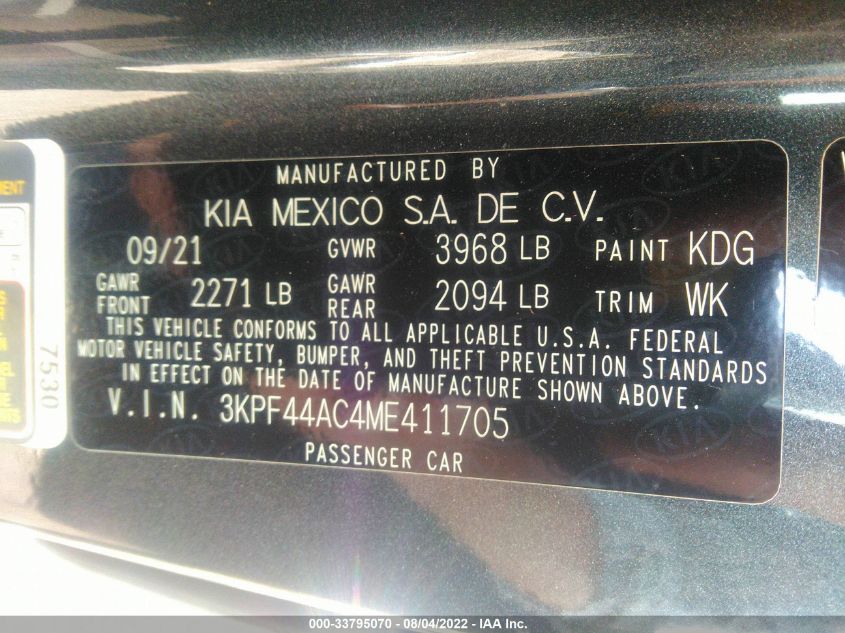 MANUFACTURED BY
KIA MEXICO S.A. DE C.V.
09/21 GVWR 3968 LB PAINT KDG
GAWR FRONT 2271 LB GAWR REAR 2094 LB TRIM WK
THIS VEHICLE CONFORMS TO ALL APPLICABLE U.S.A. FEDERAL
MOTOR VEHICLE SAFETY, BUMPER, AND THEFT PREVENTION STANDARDS
IN EFFECT ON THE DATE OF MANUFACTURE SHOWN ABOVE.
V.I.N. 3KPF44AC4ME411705
PASSENGER CAR
7530
000-33795070 - 08/04/2022 - IAA Inc.